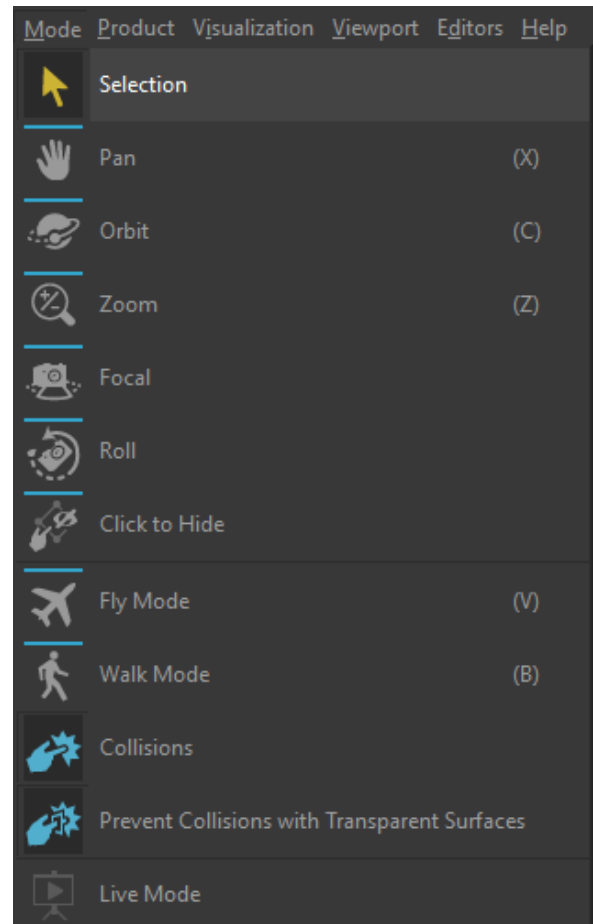 Mode Product Visualization Viewport Editors Help
Selection
Pan (X)
Orbit (C)
Zoom (Z)
Focal
Roll
Click to Hide
Fly Mode (V)
Walk Mode (B)
Collisions
Prevent Collisions with Transparent Surfaces
Live Mode